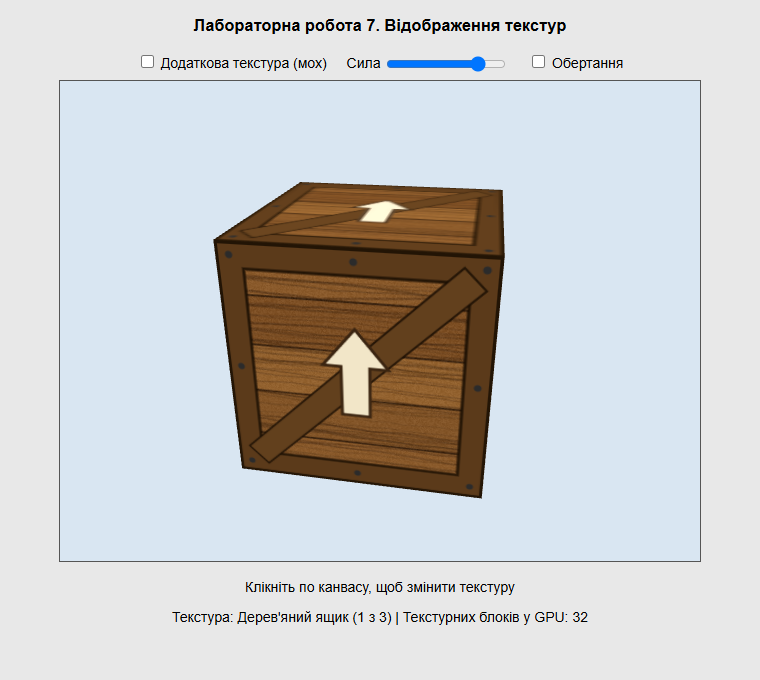 Лабораторна робота 7. Відображення текстур
Додаткова текстура (мох) Сила Обертання
Клікніть по канвасу, щоб змінити текстуру
Текстура: Дерев'яний ящик (1 з 3) | Текстурних блоків у GPU: 32